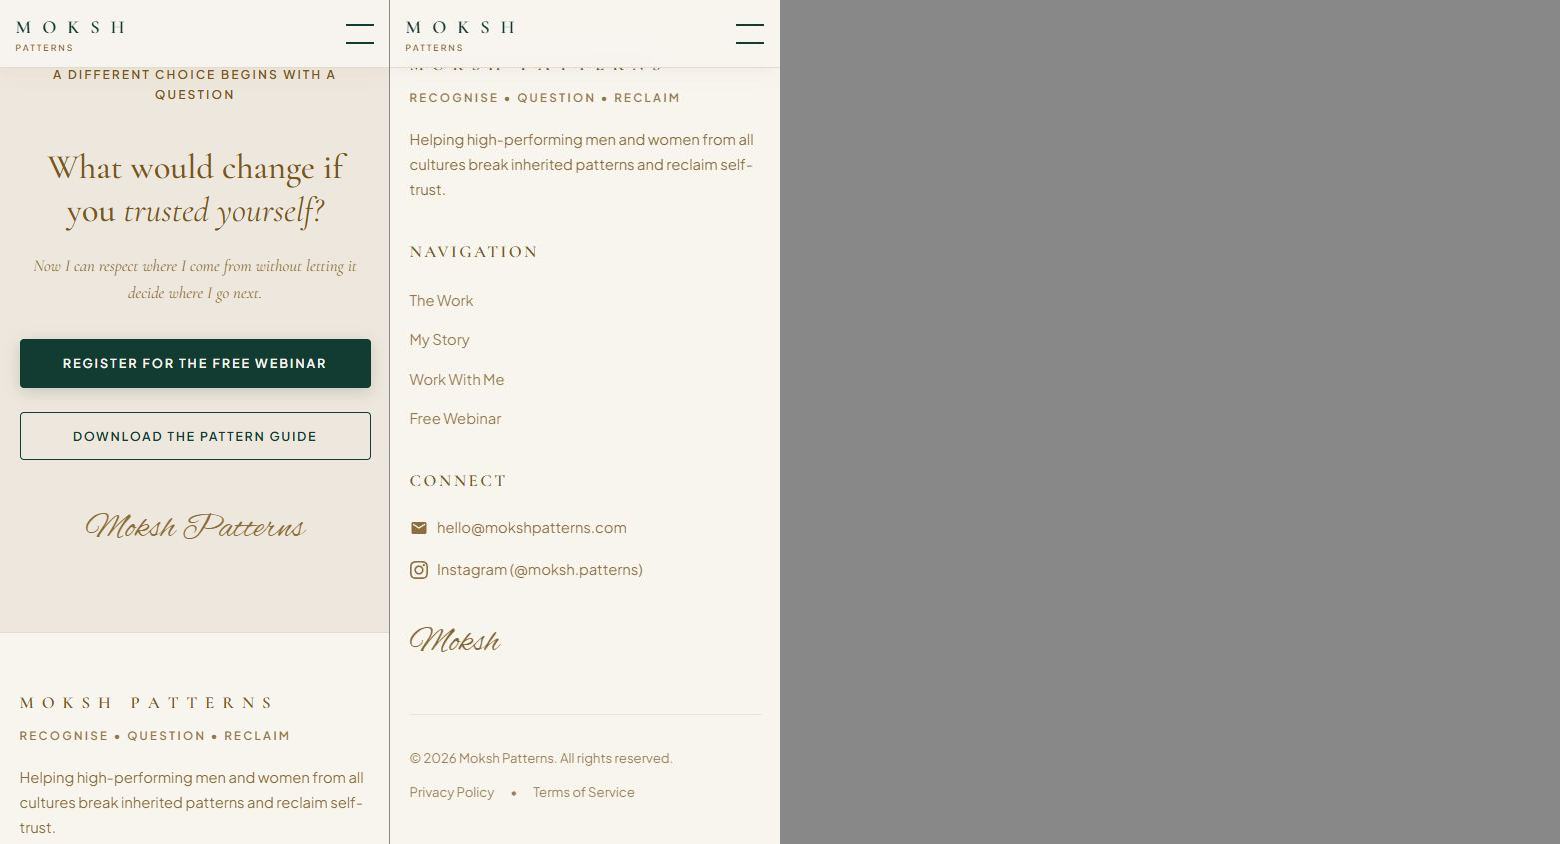 MOKSH
PATTERNS
A DIFFERENT CHOICE BEGINS WITH A
QUESTION
What would change if
you trusted yourself?
Now I can respect where I come from without letting it
decide where I go next.
REGISTER FOR THE FREE WEBINAR
DOWNLOAD THE PATTERN GUIDE
Moksh Patterns
MOKSH PATTERNS
RECOGNISE • QUESTION • RECLAIM
Helping high-performing men and women from all
cultures break inherited patterns and reclaim self-
trust.
MOKSH
PATTERNS
MOKSH PATTERNS
RECOGNISE • QUESTION • RECLAIM
Helping high-performing men and women from all
cultures break inherited patterns and reclaim self-
trust.
NAVIGATION
The Work
My Story
Work With Me
Free Webinar
CONNECT
hello@mokshpatterns.com
Instagram (@moksh.patterns)
Moksh
© 2026 Moksh Patterns. All rights reserved.
Privacy Policy • Terms of Service